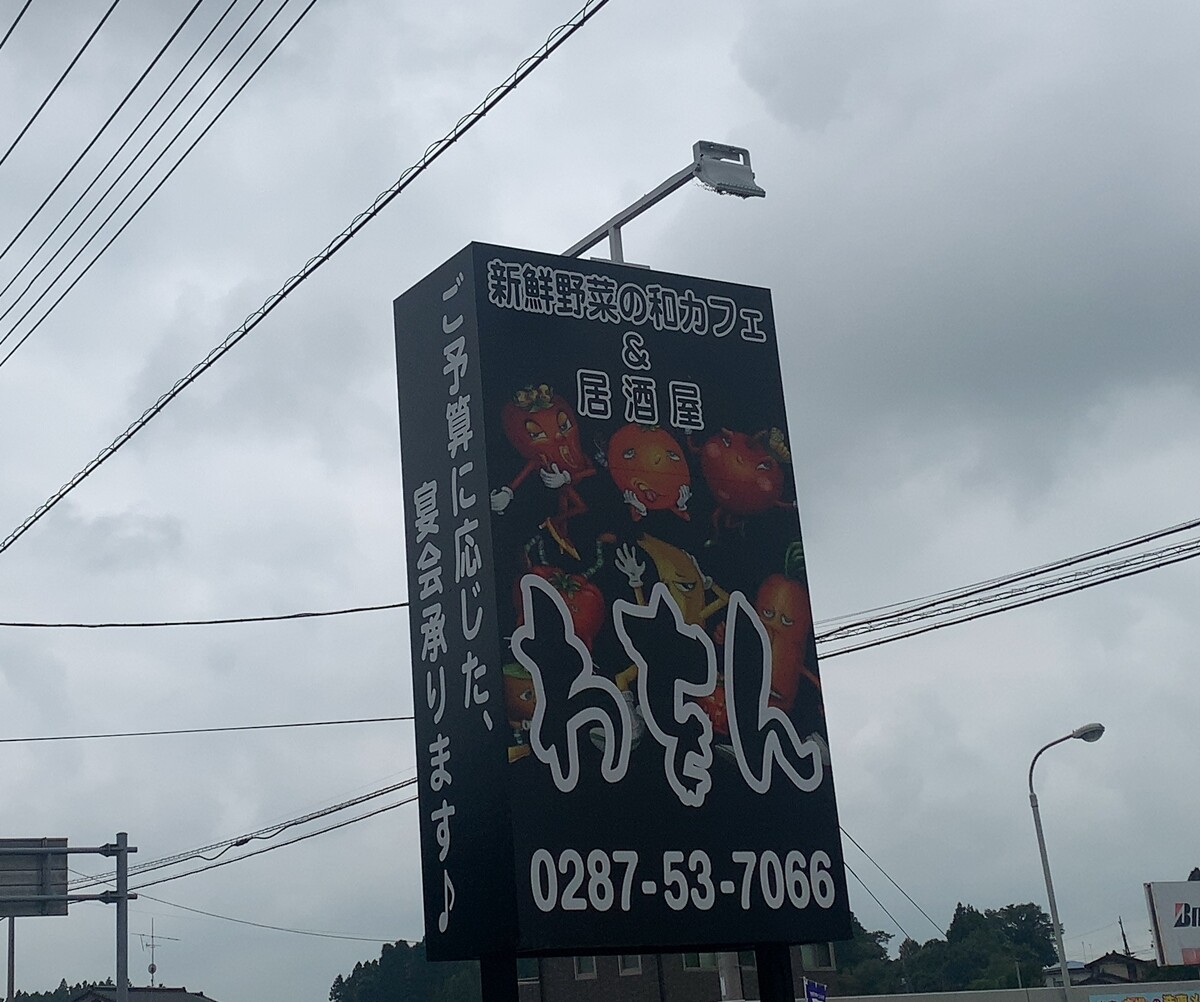 新鮮野菜の和カフェ
&
居酒屋
わもん
0287-53-7066
ご予算に応じた、
宴会承ります♪